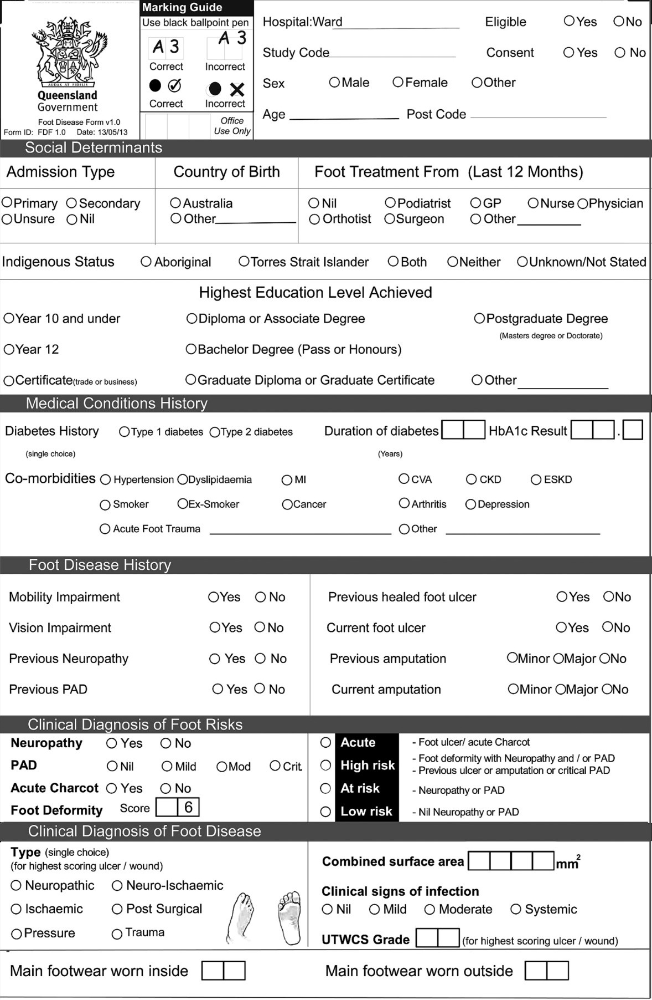 Marking Guide
Use black ballpoint pen
A 3 A 3
Correct Incorrect
Correct Incorrect
Office
Use Only
AUDAX AT FIDELIS
Queensland
Government
Foot Disease Form v1.0
Form ID: FDF 1.0 Date: 13/05/13
Hospital:Ward Eligible Yes No
Study Code Consent Yes No
Sex Male Female Other
Age Post Code
Social Determinants
Admission Type Country of Birth Foot Treatment From (Last 12 Months)
Primary Secondary Australia Nil Podiatrist GP Nurse Physician
Unsure Nil Other Orthotist Surgeon Other
Indigenous Status Aboriginal Torres Strait Islander Both Neither Unknown/Not Stated
Highest Education Level Achieved
Year 10 and under Diploma or Associate Degree Postgraduate Degree
(Masters degree or Doctorate)
Year 12 Bachelor Degree (Pass or Honours)
Certificate(trade or business) Graduate Diploma or Graduate Certificate Other
Medical Conditions History
Diabetes History Type 1 diabetes Type 2 diabetes Duration of diabetes HbA1c Result .
(single choice) (Years)
Co-morbidities Hypertension Dyslipidaemia MI CVA CKD ESKD
Smoker Ex-Smoker Cancer Arthritis Depression
Acute Foot Trauma Other
Foot Disease History
Mobility Impairment Yes No Previous healed foot ulcer Yes No
Vision Impairment Yes No Current foot ulcer Yes No
Previous Neuropathy Yes No Previous amputation Minor Major No
Previous PAD Yes No Current amputation Minor Major No
Clinical Diagnosis of Foot Risks
Neuropathy Yes No Acute - Foot ulcer/ acute Charcot
PAD Nil Mild Mod Crit. High risk - Foot deformity with Neuropathy and / or PAD
- Previous ulcer or amputation or critical PAD
Acute Charcot Yes No At risk - Neuropathy or PAD
Foot Deformity Score 6 Low risk - Nil Neuropathy or PAD
Clinical Diagnosis of Foot Disease
Type (single choice)
(for highest scoring ulcer / wound)
Combined surface area mm²
Neuropathic Neuro-Ischaemic
Clinical signs of infection
Ischaemic Post Surgical Nil Mild Moderate Systemic
Pressure Trauma
UTWCS Grade (for highest scoring ulcer / wound)
Main footwear worn inside Main footwear worn outside